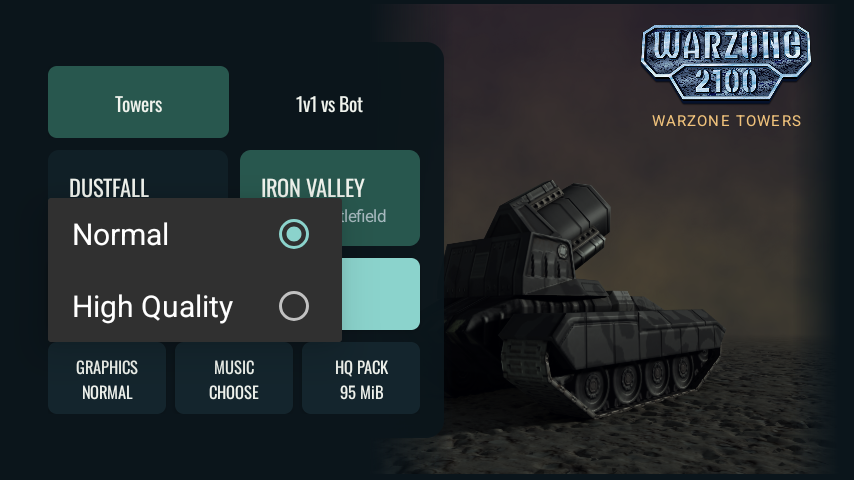 WARZONE
2100
WARZONE TOWERS
Towers
1v1 vs Bot
DUSTFALL
IRON VALLEY
Normal
High Quality
GRAPHICS
NORMAL
MUSIC
CHOOSE
HQ PACK
95 MiB